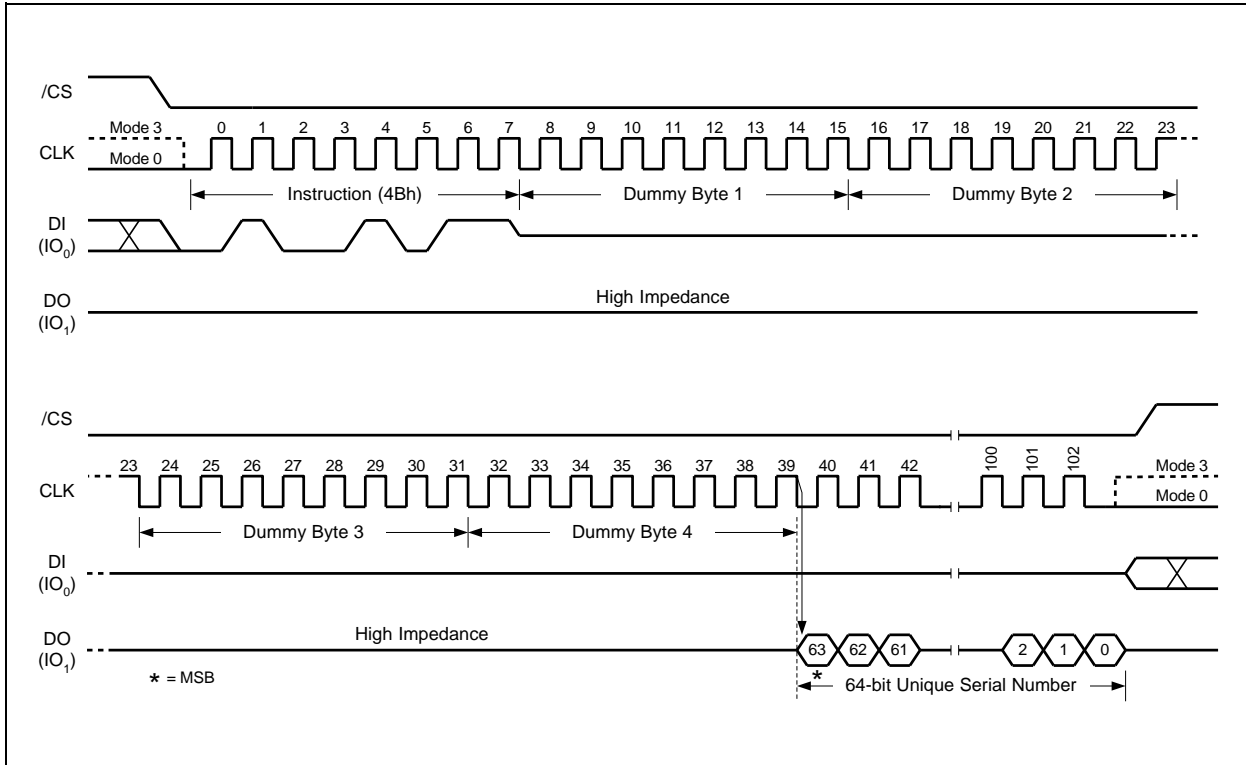 /CS
Mode 3
0 1 2 3 4 5 6 7 8 9 10 11 12 13 14 15 16 17 18 19 20 21 22 23
CLK
Mode 0
Instruction (4Bh)
Dummy Byte 1
Dummy Byte 2
DI
(IO0)
High Impedance
DO
(IO1)
/CS
23 24 25 26 27 28 29 30 31 32 33 34 35 36 37 38 39 40 41 42 100 101 102
Mode 3
CLK
Mode 0
Dummy Byte 3
Dummy Byte 4
DI
(IO0)
High Impedance
DO
(IO1)
63 62 61 2 1 0
* = MSB
*
64-bit Unique Serial Number